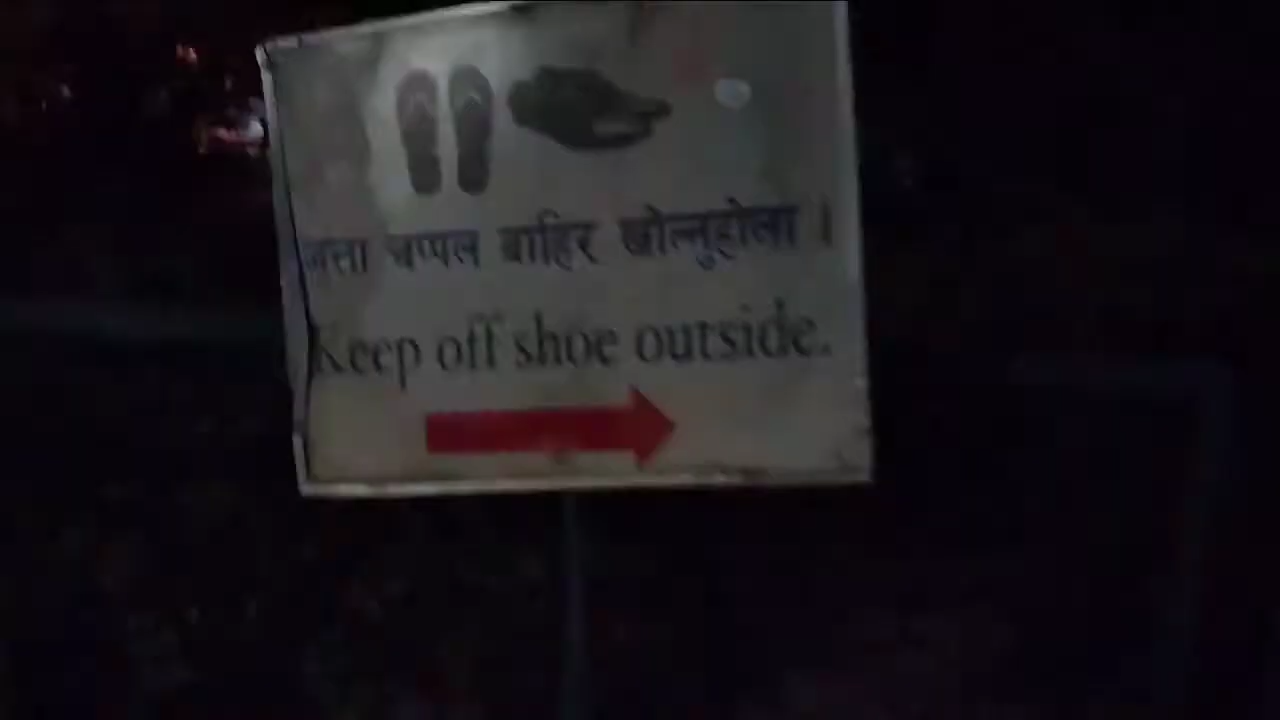 जुत्ता चप्पल बाहिर खोल्नुहोला ।
Keep off shoe outside.